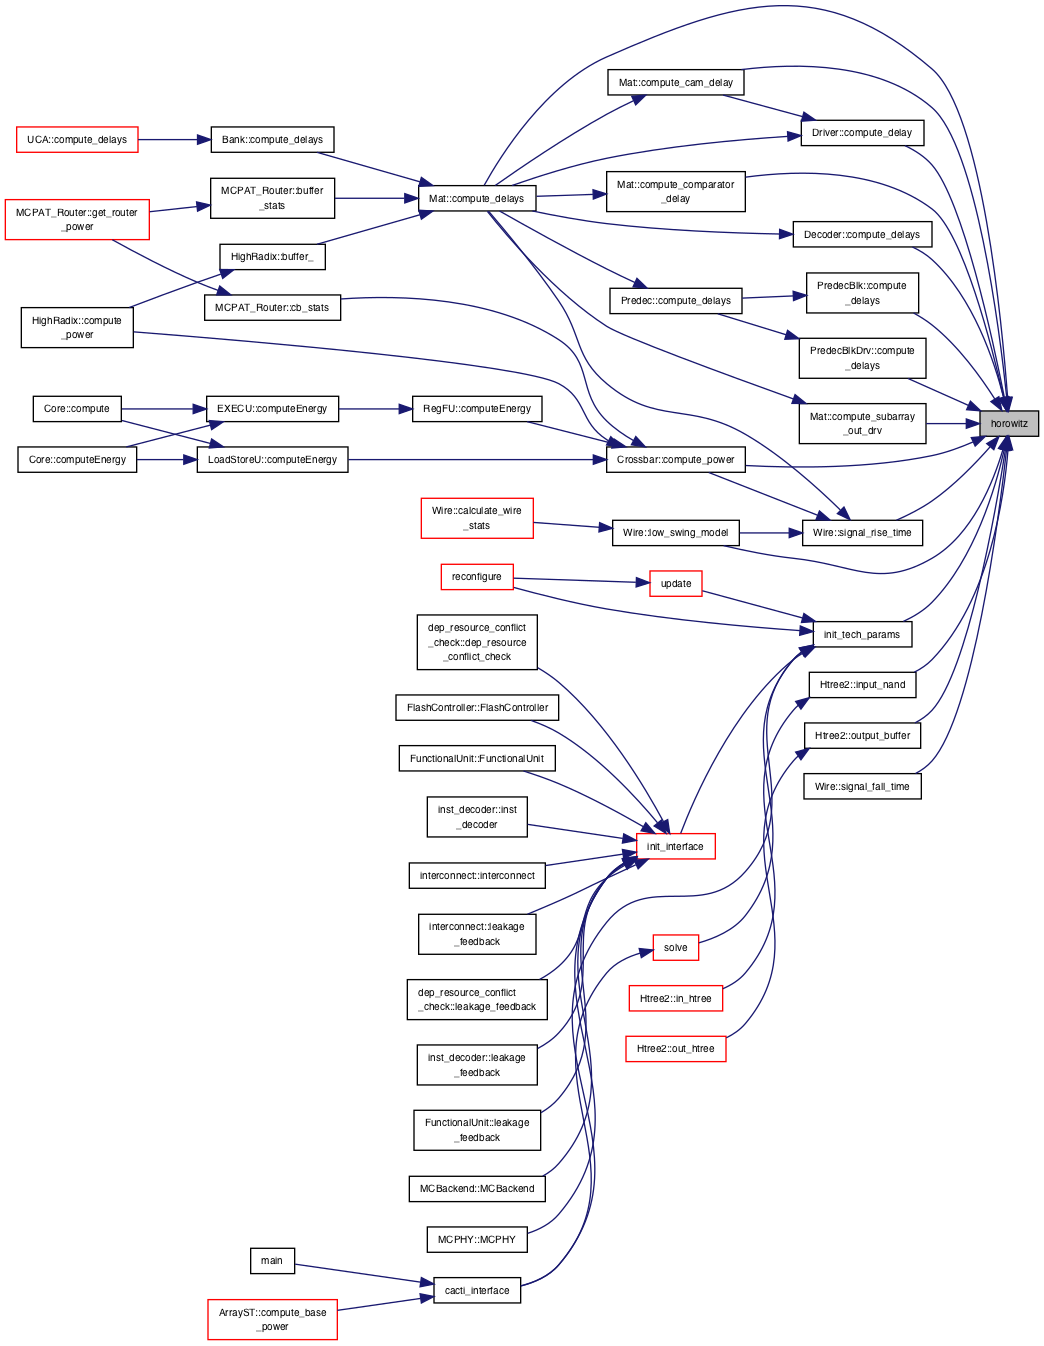 Mat::compute_cam_delay
Driver::compute_delay
UCA::compute_delays
Bank::compute_delays
Mat::compute_comparator
_delay
MCPAT_Router::buffer
_stats
Mat::compute_delays
MCPAT_Router::get_router
_power
Decoder::compute_delays
HighRadix::buffer_
PredecBlk::compute
_delays
Predec::compute_delays
MCPAT_Router::cb_stats
HighRadix::compute
_power
PredecBlkDrv::compute
_delays
Core::compute
EXECU::computeEnergy
RegFU::computeEnergy
Mat::compute_subarray
_out_drv
horowitz
Core::computeEnergy
LoadStoreU::computeEnergy
Crossbar::compute_power
Wire::calculate_wire
_stats
Wire::low_swing_model
Wire::signal_rise_time
reconfigure
update
dep_resource_conflict
_check::dep_resource
_conflict_check
init_tech_params
Htree2::input_nand
FlashController::FlashController
Htree2::output_buffer
FunctionalUnit::FunctionalUnit
Wire::signal_fall_time
inst_decoder::inst
_decoder
init_interface
interconnect::interconnect
interconnect::leakage
_feedback
solve
dep_resource_conflict
_check::leakage_feedback
Htree2::in_htree
Htree2::out_htree
inst_decoder::leakage
_feedback
FunctionalUnit::leakage
_feedback
MCBackend::MCBackend
MCPHY::MCPHY
main
cacti_interface
ArrayST::compute_base
_power